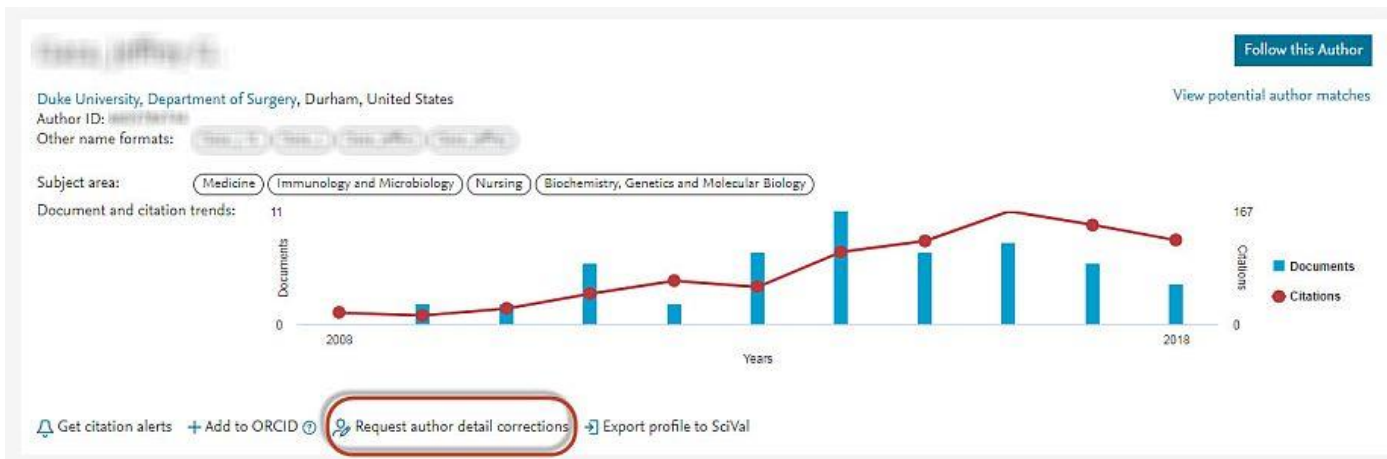 Follow this Author
Duke University, Department of Surgery, Durham, United States
View potential author matches
Author ID:
Other name formats:
Subject area: Medicine Immunology and Microbiology Nursing Biochemistry, Genetics and Molecular Biology
Document and citation trends:
11
167
Documents
Citations
Documents
Citations
0
0
2008
2018
Years
Get citation alerts + Add to ORCID ? Request author detail corrections Export profile to SciVal